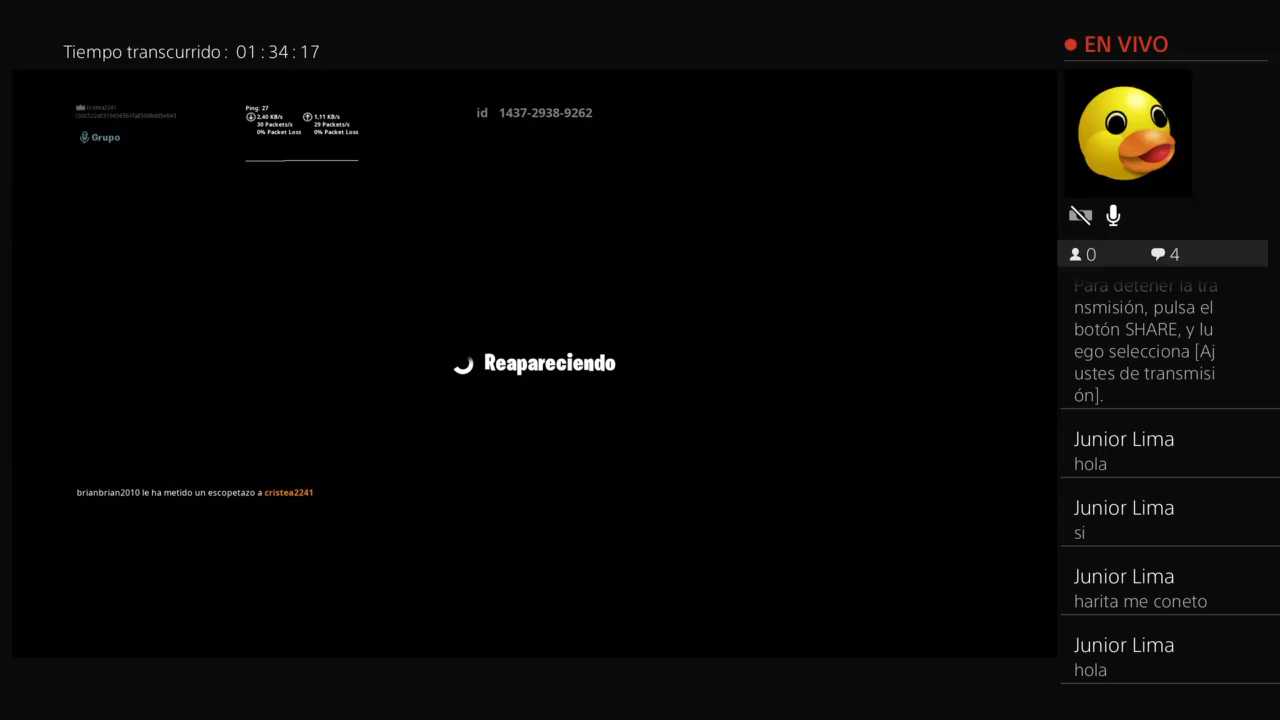 Tiempo transcurrido : 01 : 34 : 17
EN VIVO
cristea2241
Grupo
Ping: 27
2,40 KB/s 1,11 KB/s
30 Packets/s 29 Packets/s
0% Packet Loss 0% Packet Loss
id 1437-2938-9262
Reapareciendo
brianbrian2010 le ha metido un escopetazo a cristea2241
0 4
Para detener la tra
nsmisión, pulsa el
botón SHARE, y lu
ego selecciona [Aj
ustes de transmisi
ón].
Junior Lima
hola
Junior Lima
si
Junior Lima
harita me coneto
Junior Lima
hola